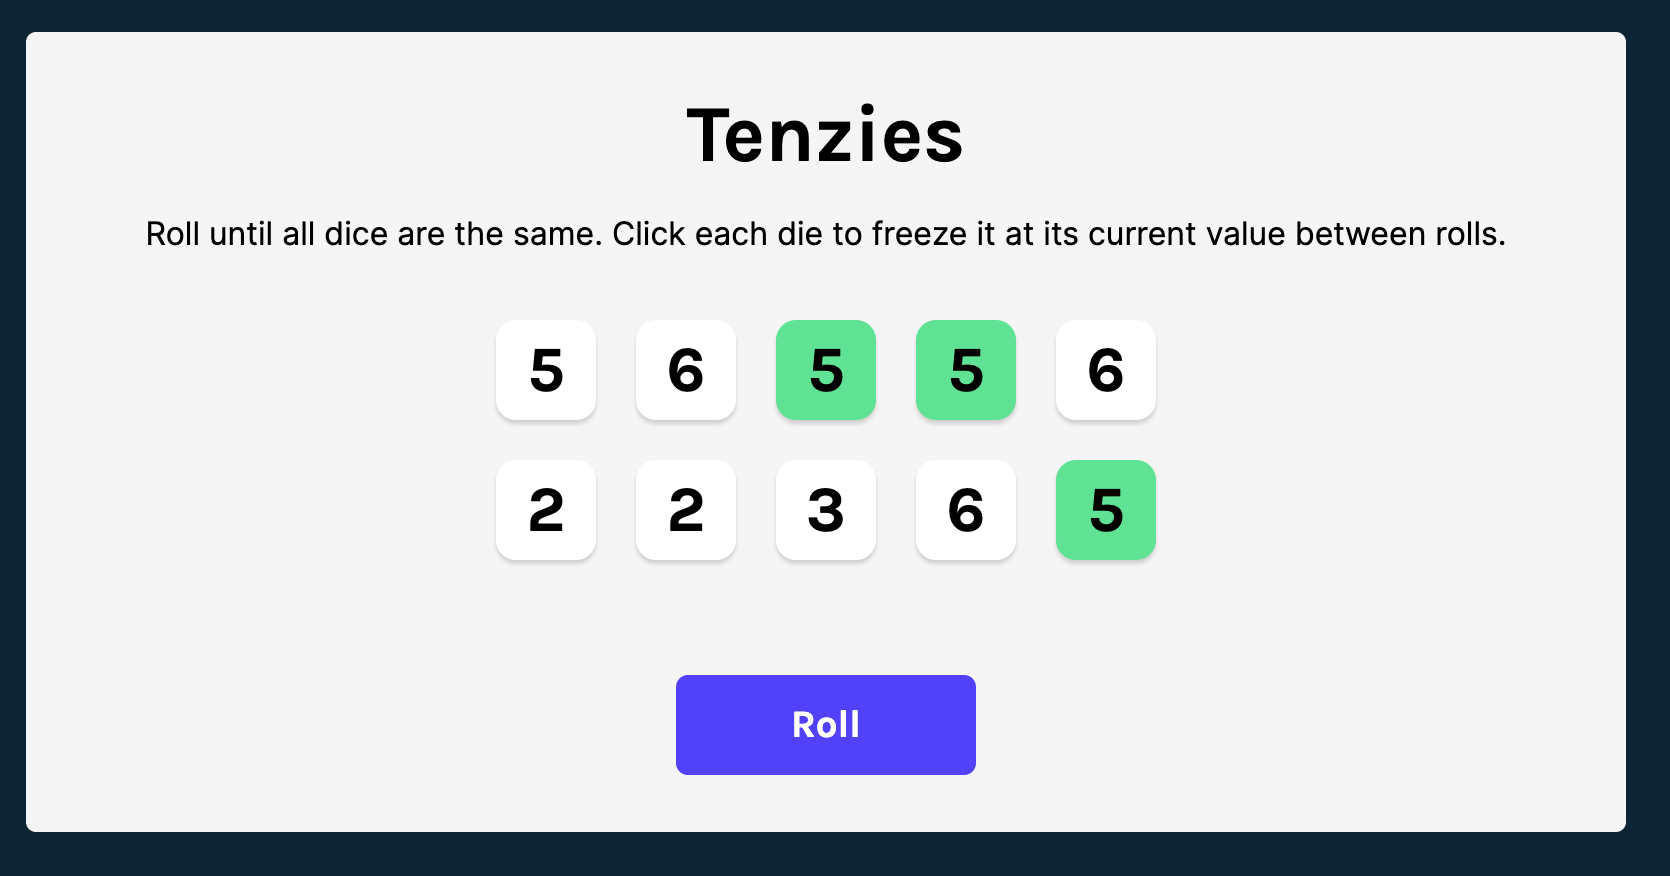 Tenzies
Roll until all dice are the same. Click each die to freeze it at its current value between rolls.
5 6 5 5 6
2 2 3 6 5
Roll